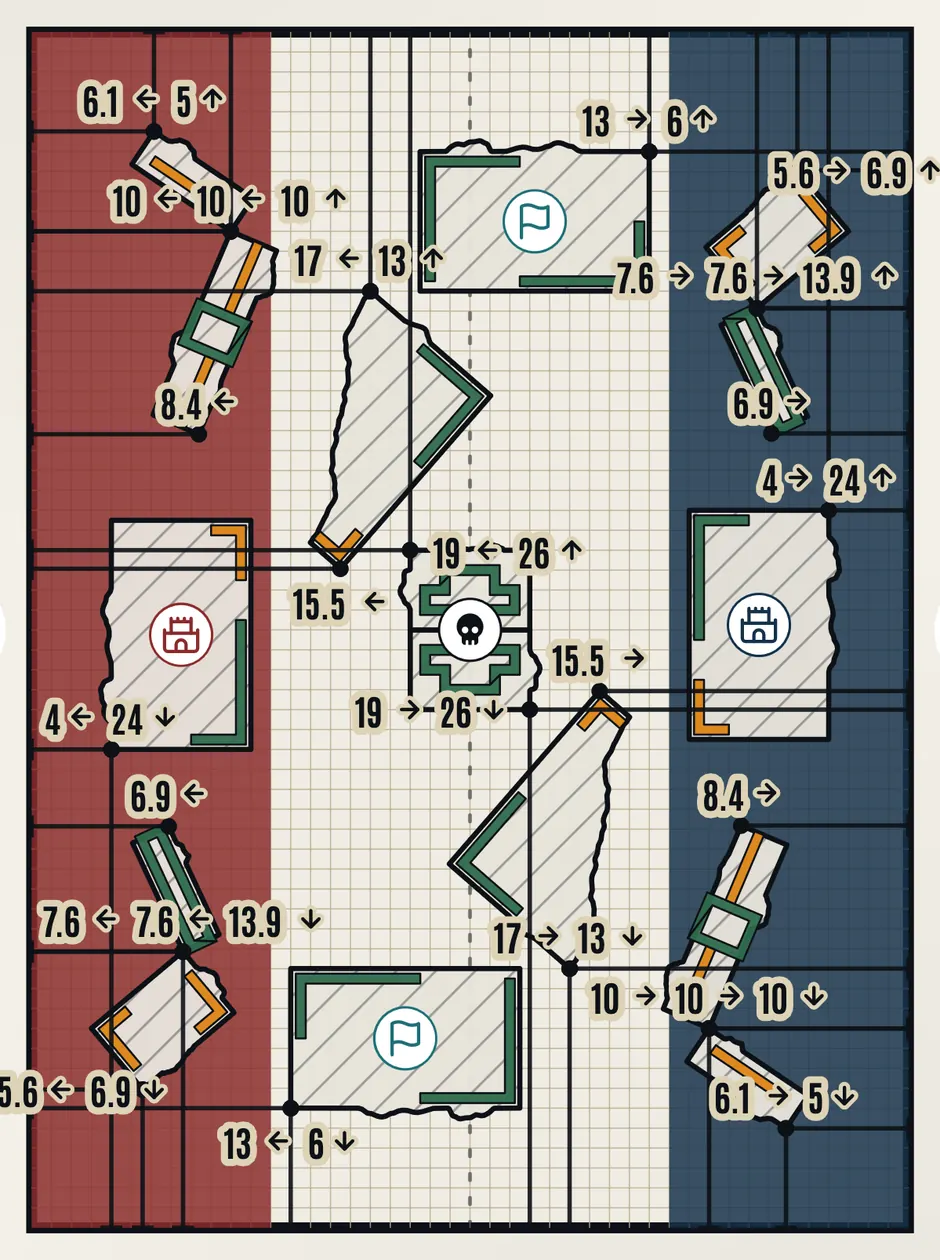 6.1 ← 5 ↑
13 → 6 ↑
5.6 → 6.9 ↑
10 ← 10 ← 10 ↑
17 ← 13 ↑
7.6 → 7.6 → 13.9 ↑
8.4 ←
6.9 →
4 → 24 ↑
19 ← 26 ↑
15.5 ←
15.5 →
4 ← 24 ↓
19 → 26 ↓
6.9 ←
8.4 →
7.6 ← 7.6 ← 13.9 ↓
17 → 13 ↓
10 → 10 → 10 ↓
5.6 ← 6.9 ↓
6.1 → 5 ↓
13 ← 6 ↓